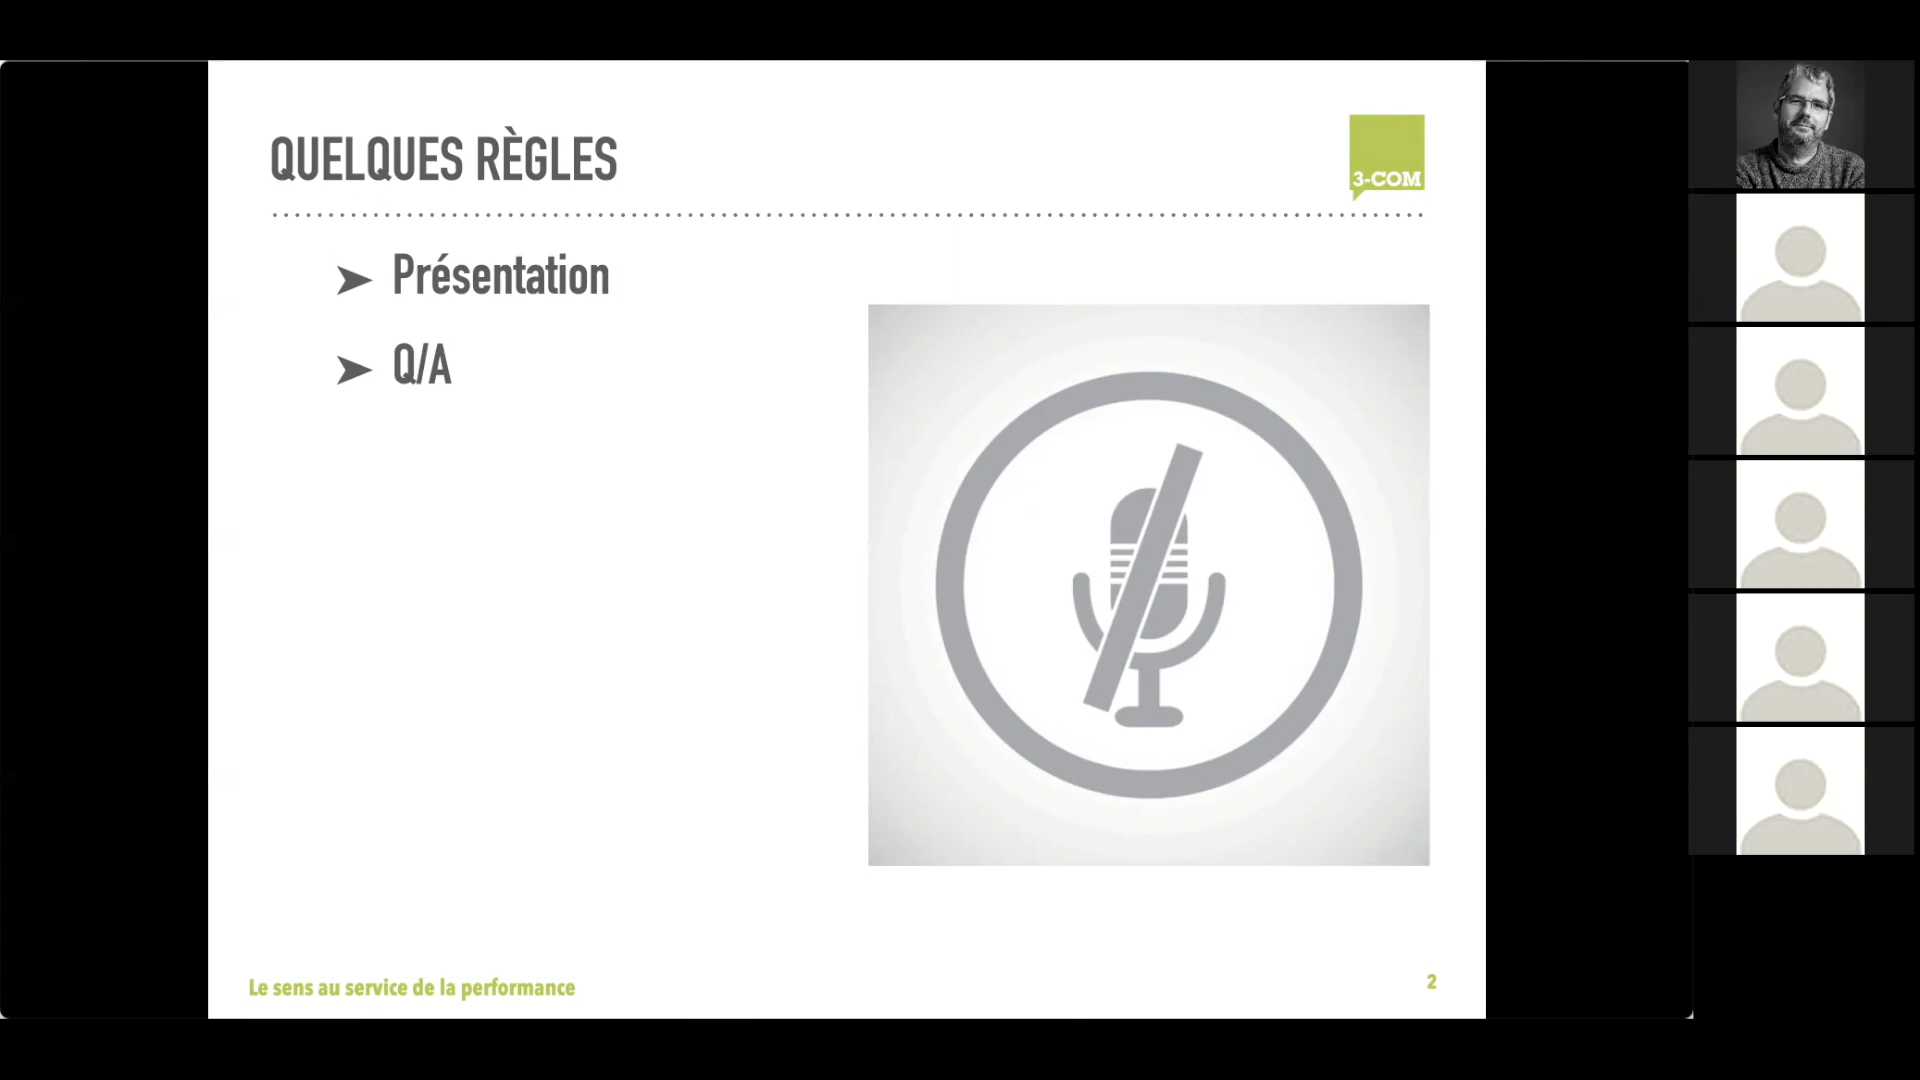 QUELQUES RÈGLES
3-COM
➤ Présentation
➤ Q/A
Le sens au service de la performance
2